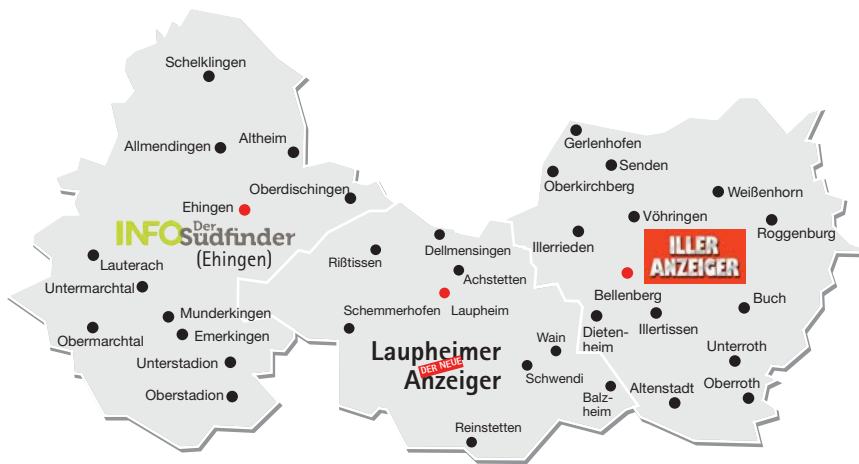 Schelklingen
Allmendingen
Altheim
Oberdischingen
Ehingen
INFO Der
Südfinder
(Ehingen)
Lauterach
Untermarchtal
Munderkingen
Obermarchtal
Emerkingen
Unterstadion
Oberstadion
Rißtissen
Dellmensingen
Achstetten
Laupheim
Schemmerhofen
Laupheimer
DER NEUE
Anzeiger
Wain
Schwendi
Balz-
heim
Reinstetten
Gerlenhofen
Senden
Oberkirchberg
Weißenhorn
Vöhringen
Roggenburg
Illerrieden
ILLER
ANZEIGER
Bellenberg
Buch
Dieten-
heim
Illertissen
Unterroth
Altenstadt
Oberroth